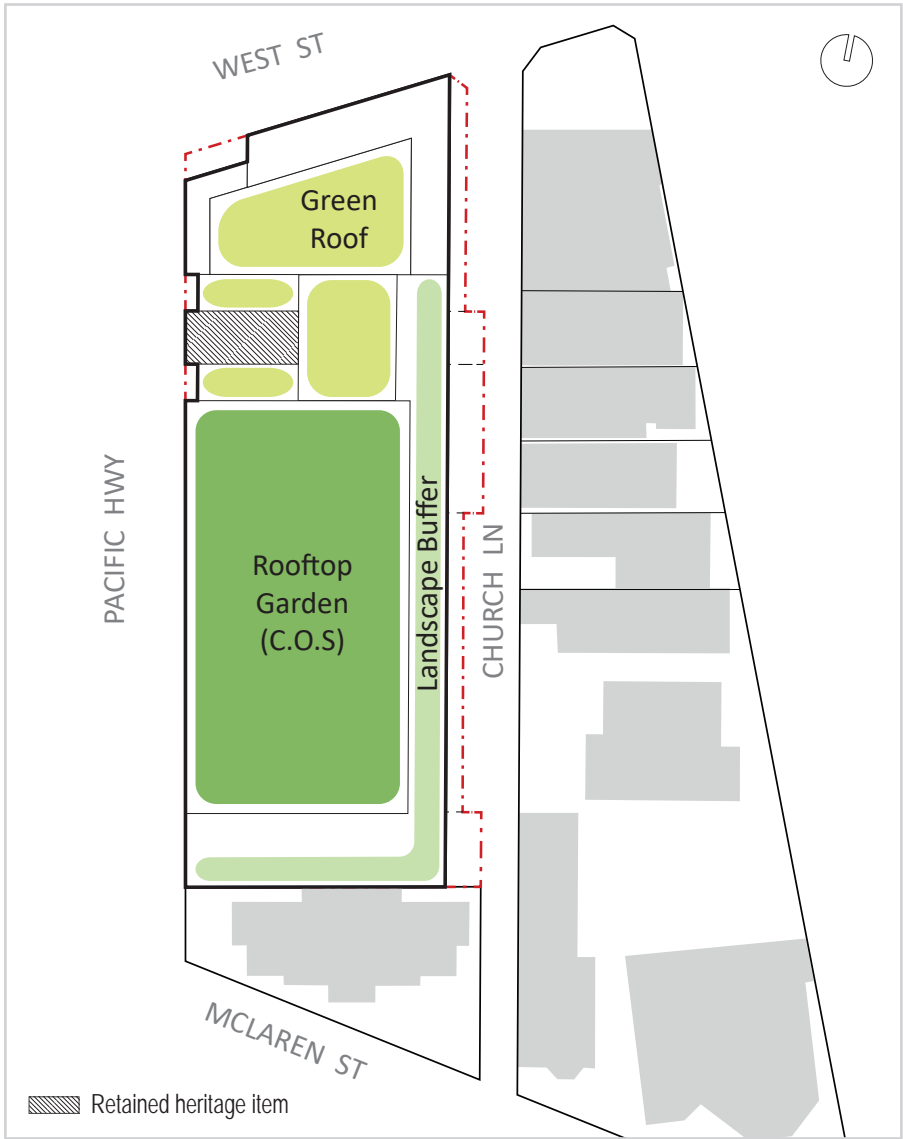 WEST ST
Green
Roof
PACIFIC HWY
Rooftop
Garden
(C.O.S)
Landscape Buffer
CHURCH LN
MCLAREN ST
Retained heritage item